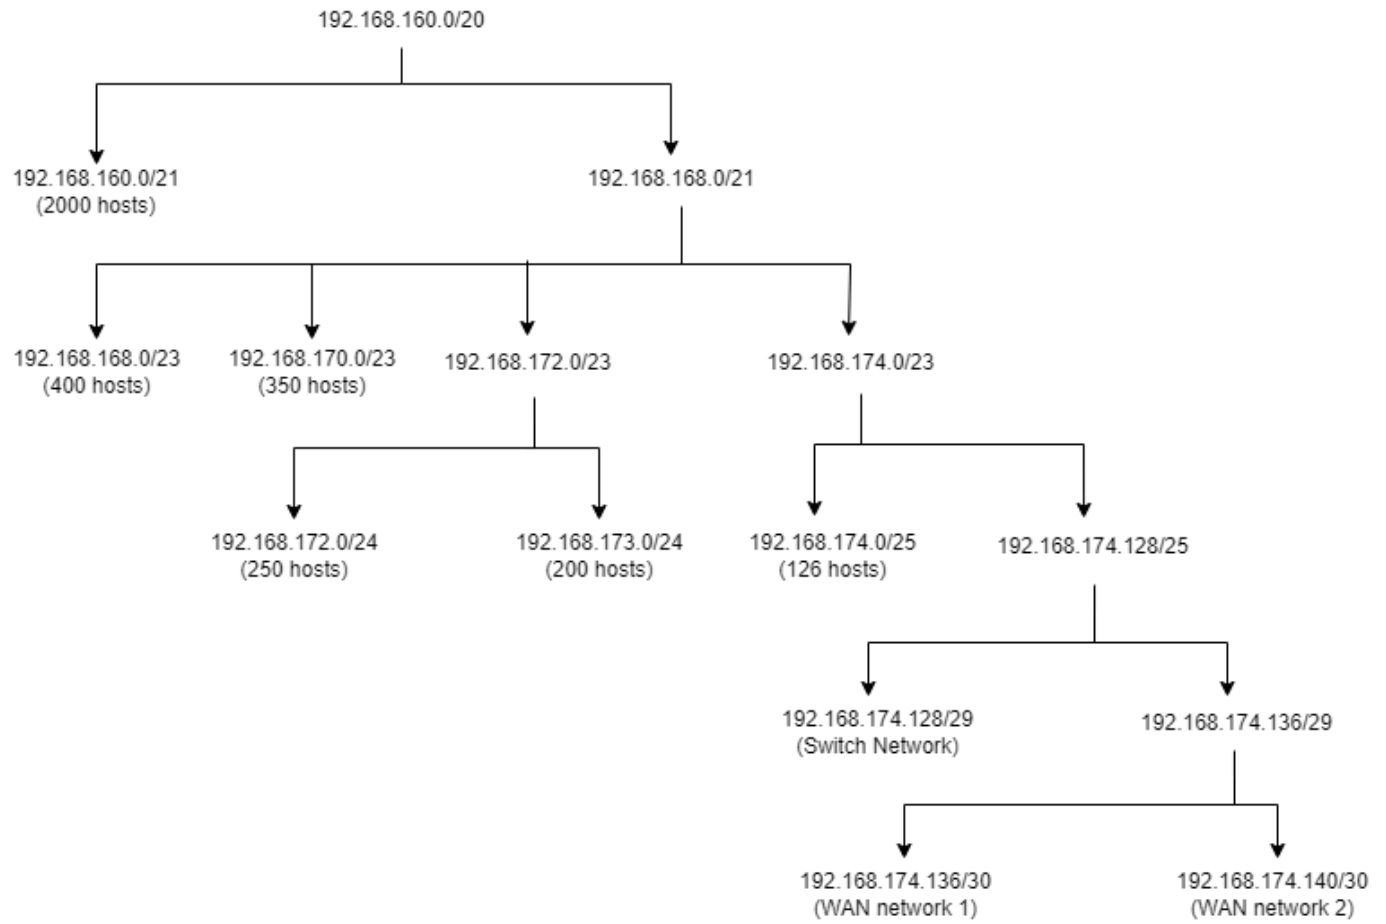 192.168.160.0/20
192.168.160.0/21
(2000 hosts)
192.168.168.0/21
192.168.168.0/23
(400 hosts)
192.168.170.0/23
(350 hosts)
192.168.172.0/23
192.168.174.0/23
192.168.172.0/24
(250 hosts)
192.168.173.0/24
(200 hosts)
192.168.174.0/25
(126 hosts)
192.168.174.128/25
192.168.174.128/29
(Switch Network)
192.168.174.136/29
192.168.174.136/30
(WAN network 1)
192.168.174.140/30
(WAN network 2)